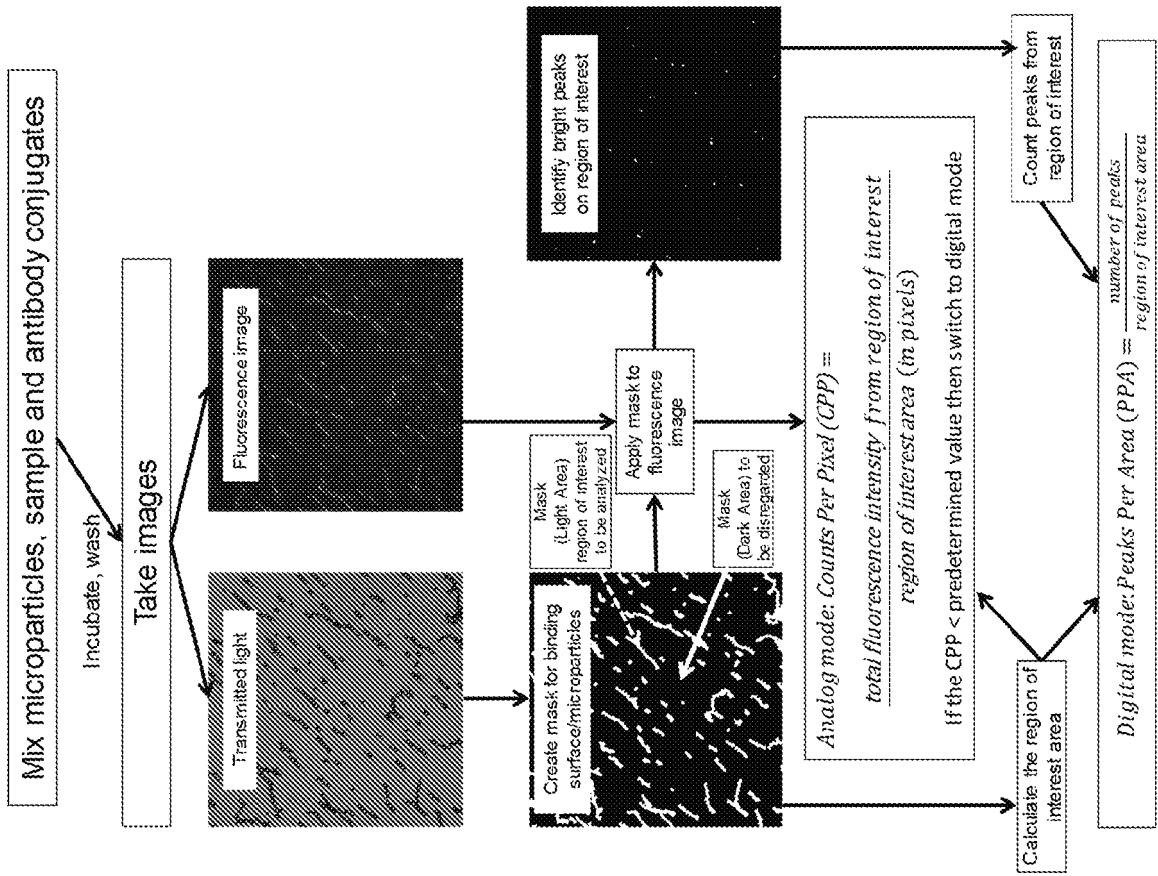 Mix microparticles, sample and antibody conjugates
Incubate, wash
Take images
Transmitted light
Fluorescence image
Create mask for binding
surface/microparticles
Mask
(Light Area)
region of interest
to be analyzed
Mask
(Dark Area) to
be disregarded
Apply mask to
fluorescence
image
Identify bright peaks
on region of interest
Analog mode: Counts Per Pixel (CPP) =
total fluorescence intensity from region of interest
region of interest area (in pixels)
If the CPP < predetermined value then switch to digital mode
Calculate the region of
interest area
Count peaks from
region of interest
Digital mode: Peaks Per Area (PPA) =
number of peaks
region of interest area